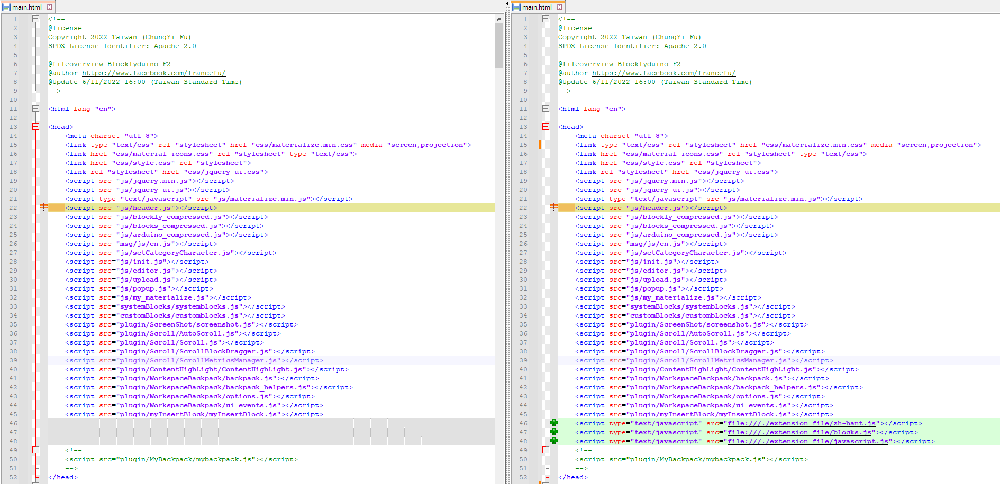 main.html
1 <!--
2 @license
3 Copyright 2022 Taiwan (ChungYi Fu)
4 SPDX-License-Identifier: Apache-2.0
5
6 @fileoverview Blocklyduino F2
7 @author https://www.facebook.com/francefu/
8 @Update 6/11/2022 16:00 (Taiwan Standard Time)
9 -->
10
11 <html lang="en">
12
13 <head>
14 <meta charset="utf-8">
15 <link type="text/css" rel="stylesheet" href="css/materialize.min.css" media="screen,projection">
16 <link href="css/material-icons.css" rel="stylesheet" type="text/css">
17 <link href="css/style.css" rel="stylesheet">
18 <link rel="stylesheet" href="css/jquery-ui.css">
19 <script src="js/jquery.min.js"></script>
20 <script src="js/jquery-ui.js"></script>
21 <script type="text/javascript" src="js/materialize.min.js"></script>
22 <script src="js/header.js"></script>
23 <script src="js/blockly_compressed.js"></script>
24 <script src="js/blocks_compressed.js"></script>
25 <script src="js/arduino_compressed.js"></script>
26 <script src="msg/js/en.js"></script>
27 <script src="js/setCategoryCharacter.js"></script>
28 <script src="js/init.js"></script>
29 <script src="js/editor.js"></script>
30 <script src="js/upload.js"></script>
31 <script src="js/popup.js"></script>
32 <script src="js/my_materialize.js"></script>
33 <script src="systemBlocks/systemblocks.js"></script>
34 <script src="customBlocks/customblocks.js"></script>
35 <script src="plugin/ScreenShot/screenshot.js"></script>
36 <script src="plugin/Scroll/AutoScroll.js"></script>
37 <script src="plugin/Scroll/Scroll.js"></script>
38 <script src="plugin/Scroll/ScrollBlockDragger.js"></script>
39 <script src="plugin/Scroll/ScrollMetricsManager.js"></script>
40 <script src="plugin/ContentHighLight/ContentHighLight.js"></script>
41 <script src="plugin/WorkspaceBackpack/backpack.js"></script>
42 <script src="plugin/WorkspaceBackpack/backpack_helpers.js"></script>
43 <script src="plugin/WorkspaceBackpack/options.js"></script>
44 <script src="plugin/WorkspaceBackpack/ui_events.js"></script>
45 <script src="plugin/myInsertBlock/myInsertBlock.js"></script>
46
47
48
49 <!--
50 <script src="plugin/MyBackpack/mybackpack.js"></script>
51 -->
52 </head>
main.html
1 <!--
2 @license
3 Copyright 2022 Taiwan (ChungYi Fu)
4 SPDX-License-Identifier: Apache-2.0
5
6 @fileoverview Blocklyduino F2
7 @author https://www.facebook.com/francefu/
8 @Update 6/11/2022 16:00 (Taiwan Standard Time)
9 -->
10
11 <html lang="en">
12
13 <head>
14 <meta charset="utf-8">
15 <link type="text/css" rel="stylesheet" href="css/materialize.min.css" media="screen,projection">
16 <link href="css/material-icons.css" rel="stylesheet" type="text/css">
17 <link href="css/style.css" rel="stylesheet">
18 <link rel="stylesheet" href="css/jquery-ui.css">
19 <script src="js/jquery.min.js"></script>
20 <script src="js/jquery-ui.js"></script>
21 <script type="text/javascript" src="js/materialize.min.js"></script>
22 <script src="js/header.js"></script>
23 <script src="js/blockly_compressed.js"></script>
24 <script src="js/blocks_compressed.js"></script>
25 <script src="js/arduino_compressed.js"></script>
26 <script src="msg/js/en.js"></script>
27 <script src="js/setCategoryCharacter.js"></script>
28 <script src="js/init.js"></script>
29 <script src="js/editor.js"></script>
30 <script src="js/upload.js"></script>
31 <script src="js/popup.js"></script>
32 <script src="js/my_materialize.js"></script>
33 <script src="systemBlocks/systemblocks.js"></script>
34 <script src="customBlocks/customblocks.js"></script>
35 <script src="plugin/ScreenShot/screenshot.js"></script>
36 <script src="plugin/Scroll/AutoScroll.js"></script>
37 <script src="plugin/Scroll/Scroll.js"></script>
38 <script src="plugin/Scroll/ScrollBlockDragger.js"></script>
39 <script src="plugin/Scroll/ScrollMetricsManager.js"></script>
40 <script src="plugin/ContentHighLight/ContentHighLight.js"></script>
41 <script src="plugin/WorkspaceBackpack/backpack.js"></script>
42 <script src="plugin/WorkspaceBackpack/backpack_helpers.js"></script>
43 <script src="plugin/WorkspaceBackpack/options.js"></script>
44 <script src="plugin/WorkspaceBackpack/ui_events.js"></script>
45 <script src="plugin/myInsertBlock/myInsertBlock.js"></script>
46 <script type="text/javascript" src="file:///./extension_file/zh-hant.js"></script>
47 <script type="text/javascript" src="file:///./extension_file/blocks.js"></script>
48 <script type="text/javascript" src="file:///./extension_file/javascript.js"></script>
49 <!--
50 <script src="plugin/MyBackpack/mybackpack.js"></script>
51 -->
52 </head>